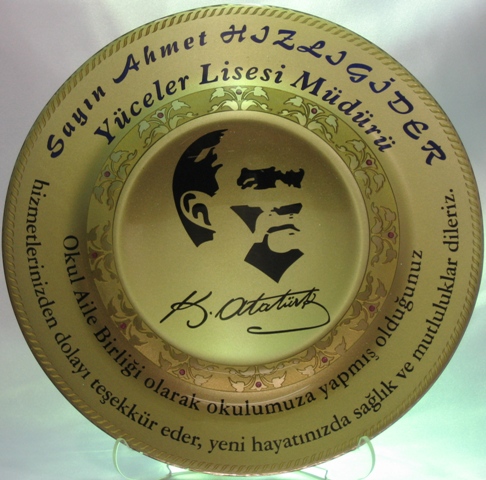 Sayın Ahmet HIZLIGİDER
Yüceler Lisesi Müdürü
K. Atatürk
Okul Aile Birliği olarak okulumuza yapmış olduğunuz
hizmetlerinizden dolayı teşekkür eder, yeni hayatınızda sağlık ve mutluluklar dileriz.